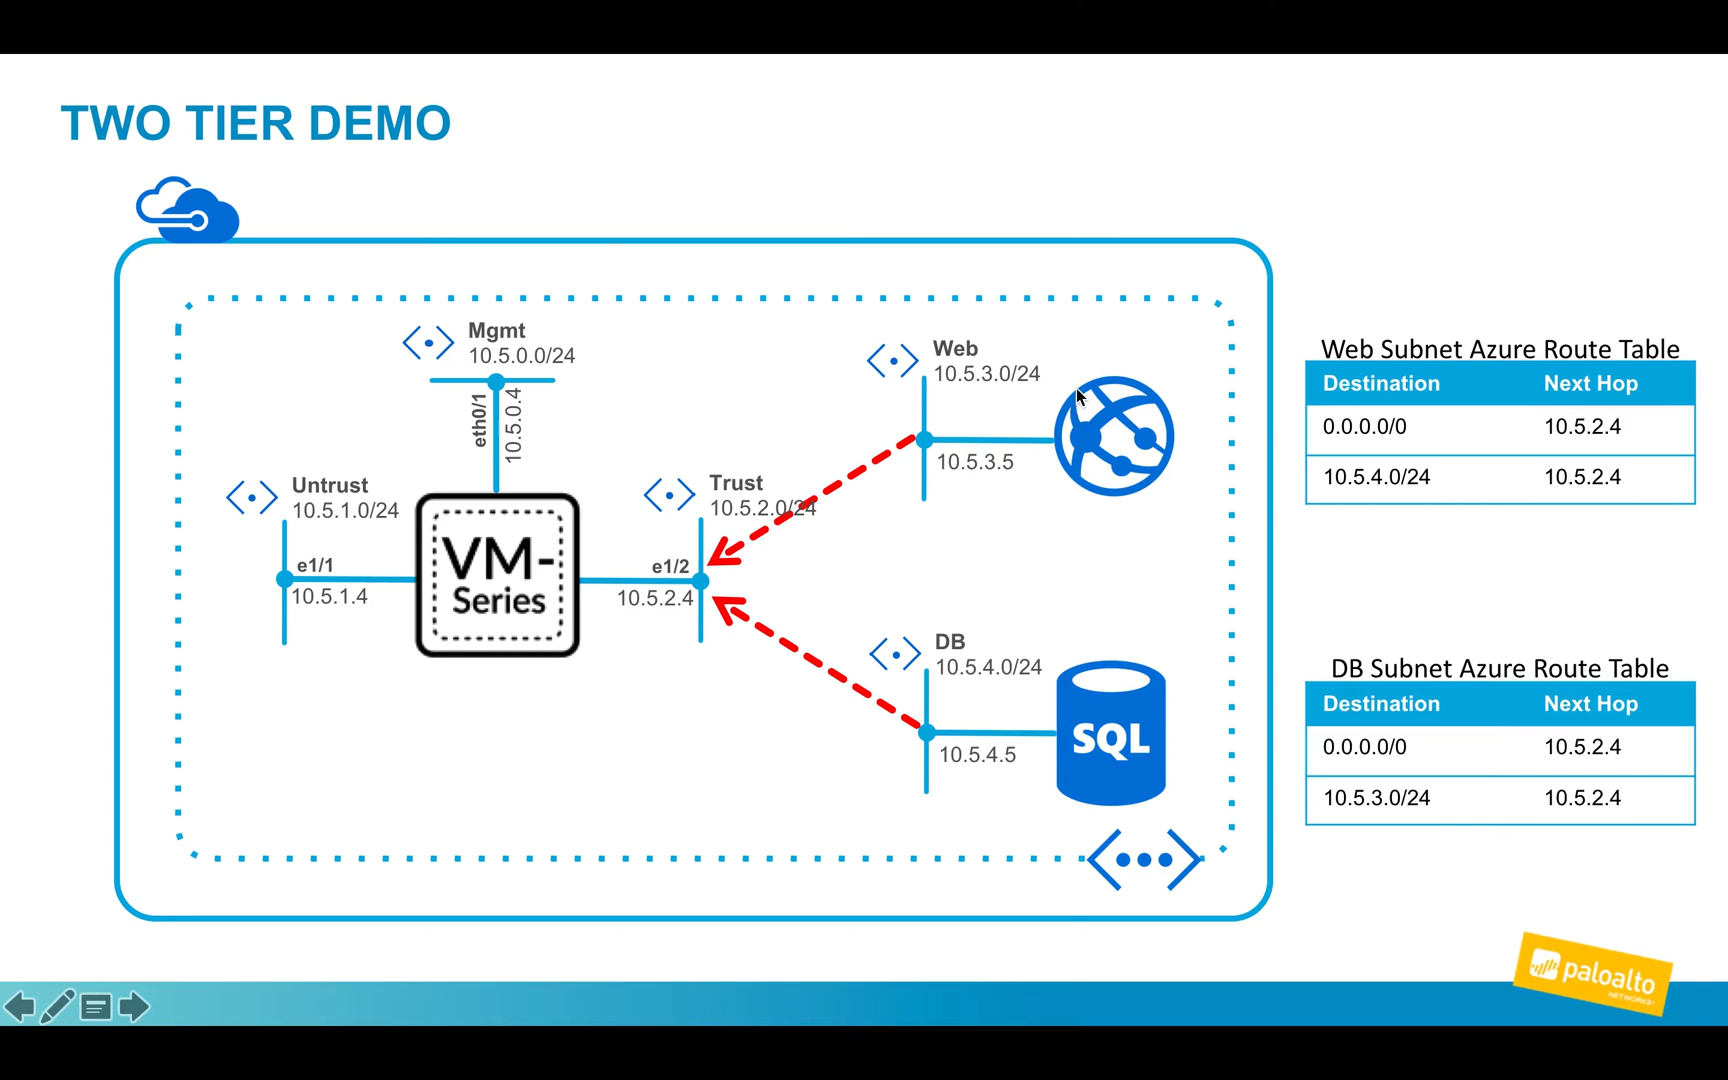 TWO TIER DEMO
Mgmt
10.5.0.0/24
eth0/1
10.5.0.4
Untrust
10.5.1.0/24
e1/1
10.5.1.4
VM-
Series
Trust
10.5.2.0/24
e1/2
10.5.2.4
Web
10.5.3.0/24
10.5.3.5
DB
10.5.4.0/24
10.5.4.5
SQL
Web Subnet Azure Route Table
Destination Next Hop
0.0.0.0/0 10.5.2.4
10.5.4.0/24 10.5.2.4
DB Subnet Azure Route Table
Destination Next Hop
0.0.0.0/0 10.5.2.4
10.5.3.0/24 10.5.2.4
paloalto
NETWORKS